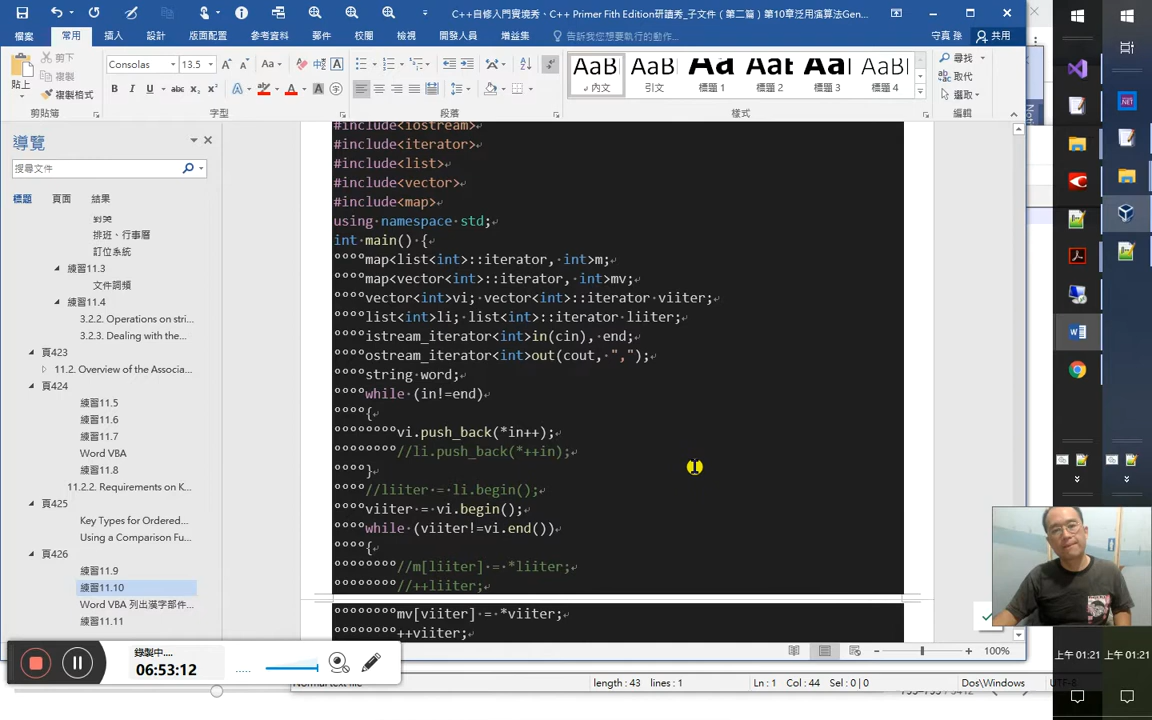 C++自修入門實境秀、C++ Primer Fith Edition研讀秀_子文件（第二篇）第10章泛用演算法Gen...
檔案 常用 插入 設計 版面配置 參考資料 郵件 校閱 檢視 開發人員 增益集 告訴我您想要執行的動作... 守真 孫 共用
貼上
剪下
複製
複製格式
剪貼簿
Consolas 13.5
字型
段落
AaBb 內文
AaBb 引文
AaB 標題 1
AaBb 標題 2
AaB 標題 3
AaBb 標題 4
樣式
尋找
取代
選取
編輯
導覽
搜尋文件
標題 頁面 結果
排班、行事曆
訂位系統
練習11.3
文件調頻
練習11.4
3.2.2. Operations on stri...
3.2.3. Dealing with the...
頁423
11.2. Overview of the Associa...
頁424
練習11.5
練習11.6
練習11.7
Word VBA
練習11.8
11.2.2. Requirements on K...
頁425
Key Types for Ordered...
Using a Comparison Fu...
頁426
練習11.9
練習11.10
Word VBA 列出漢字部件...
練習11.11
#include<iostream>
#include<iterator>
#include<list>
#include<vector>
#include<map>
using namespace std;
int main() {
map<list<int>::iterator, int>m;
map<vector<int>::iterator, int>mv;
vector<int>vi; vector<int>::iterator viiter;
list<int>li; list<int>::iterator liiter;
istream_iterator<int>in(cin), end;
ostream_iterator<int>out(cout, ",");
string word;
while (in!=end)
{
vi.push_back(*in++);
//li.push_back(*++in);
}
//liiter = li.begin();
viiter = vi.begin();
while (viiter!=vi.end())
{
//m[liiter] = *liiter;
//++liiter;
mv[viiter] = *viiter;
++viiter;
100%
錄製中....
06:53:12
Normal text file length : 43 lines : 1 Ln : 1 Col : 44 Sel : 0 | 0 Dos\Windows UTF-8
上午 01:21 上午 01:21